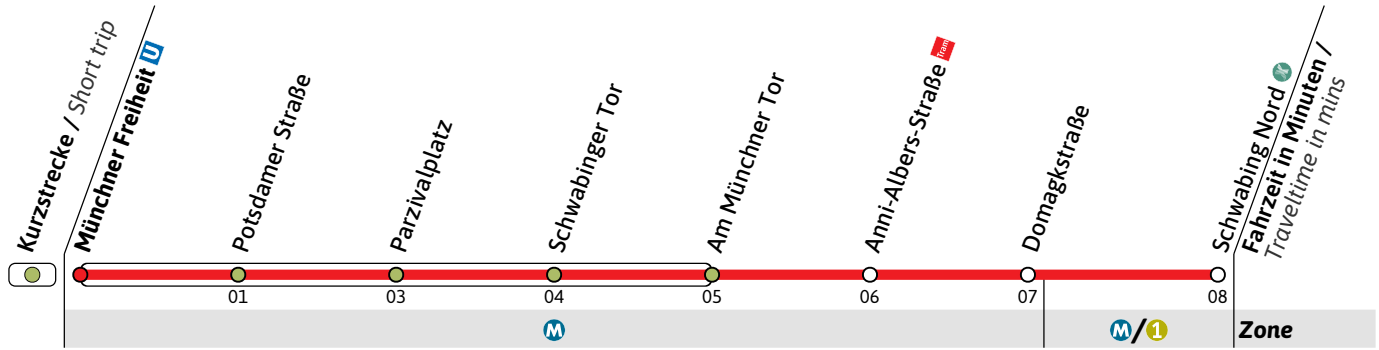 Kurzstrecke / Short trip
Münchner Freiheit U
Potsdamer Straße
Parzivalplatz
Schwabinger Tor
Am Münchner Tor
Anni-Albers-Straße Tram
Domagkstraße
Schwabing Nord
Fahrzeit in Minuten /
Traveltime in mins
01 03 04 05 06 07 08
M M/1 Zone